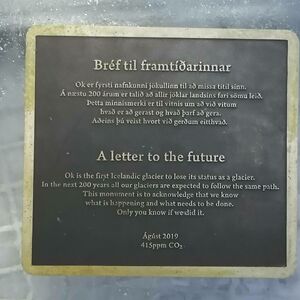 Bréf til framtíðarinnar
Ok er fyrsti nafnkunni jökullinn til að missa titil sinn.
Á næstu 200 árum er talið að allir jöklar landsins fari sömu leið.
Þetta minnismerki er til vitnis um að við vitum
hvað er að gerast og hvað þarf að gera.
Aðeins þú veist hvort við gerðum eitthvað.
A letter to the future
Ok is the first Icelandic glacier to lose its status as a glacier.
In the next 200 years all our glaciers are expected to follow the same path.
This monument is to acknowledge that we know
what is happening and what needs to be done.
Only you know if we did it.
Ágúst 2019
415ppm CO₂